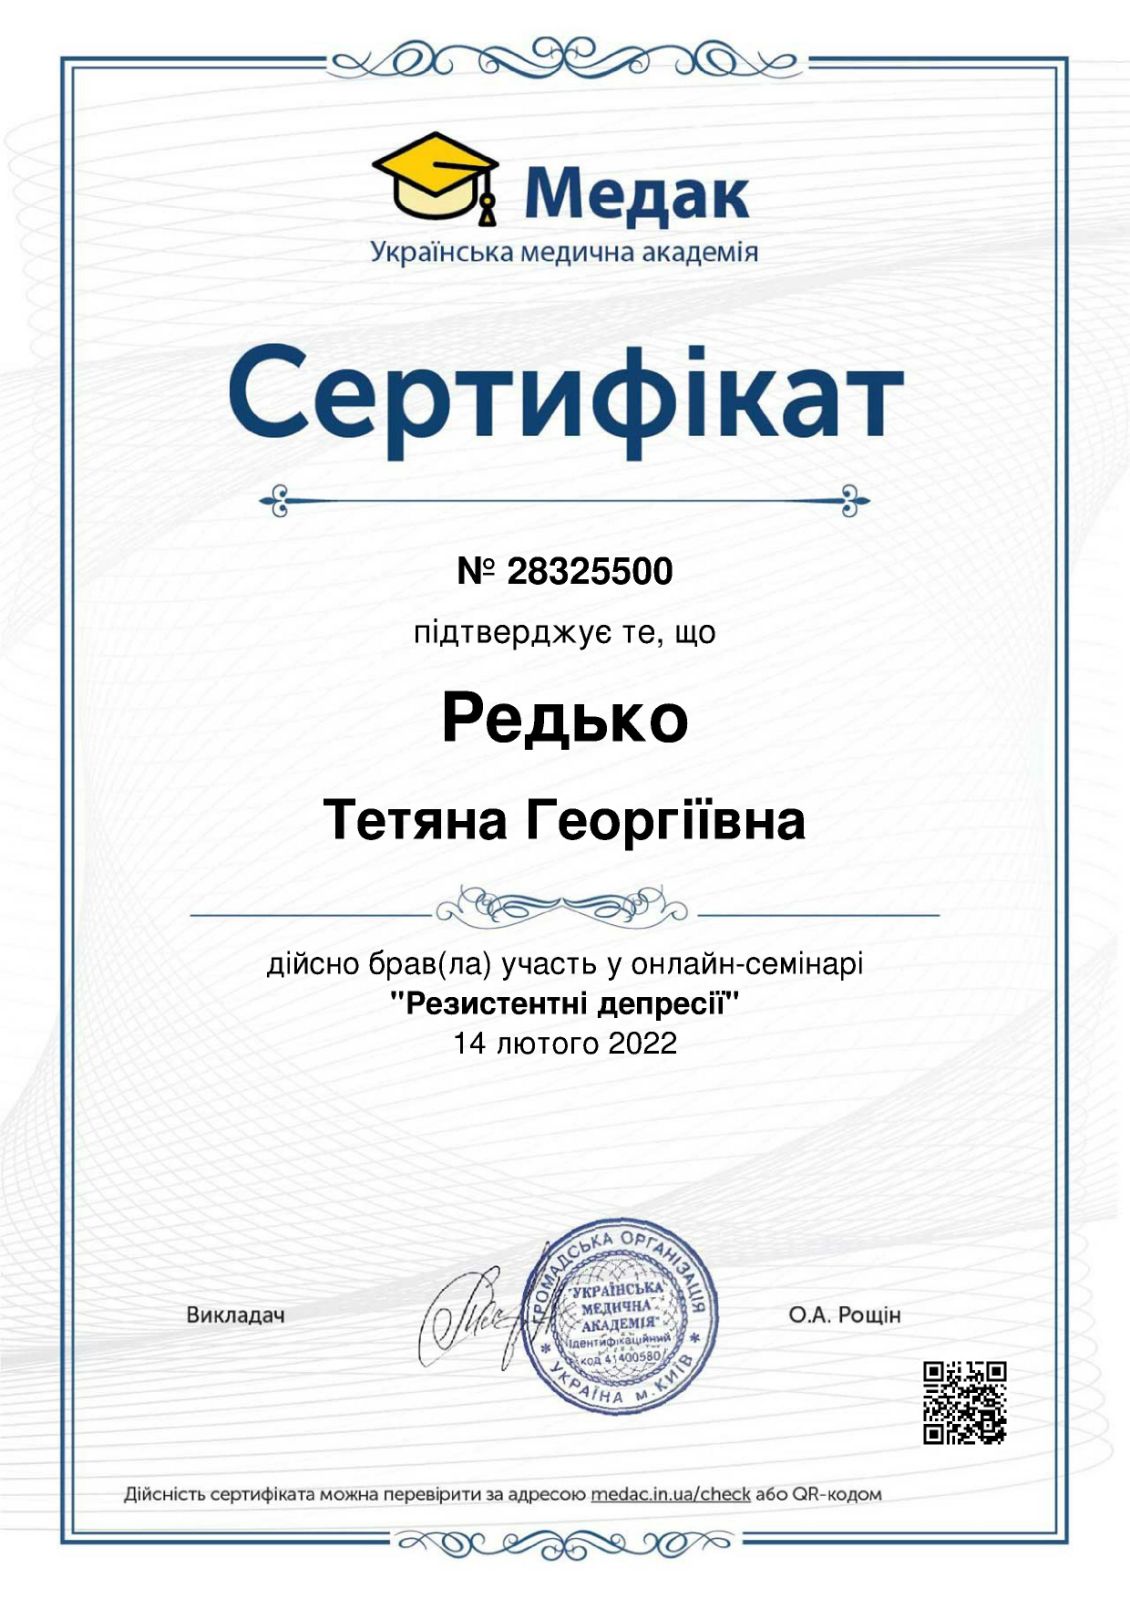 Медак
Українська медична академія
Сертифікат
№ 28325500
підтверджує те, що
Редько
Тетяна Георгіївна
дійсно брав(ла) участь у онлайн-семінарі
"Резистентні депресії"
14 лютого 2022
Викладач
ГРОМАДСЬКА ОРГАНІЗАЦІЯ
"УКРАЇНСЬКА
МЕДИЧНА
АКАДЕМІЯ"
Ідентифікаційний
код 41400580
* УКРАЇНА м.КИЇВ *
О.А. Рощін
Дійсність сертифіката можна перевірити за адресою medac.in.ua/check або QR-кодом